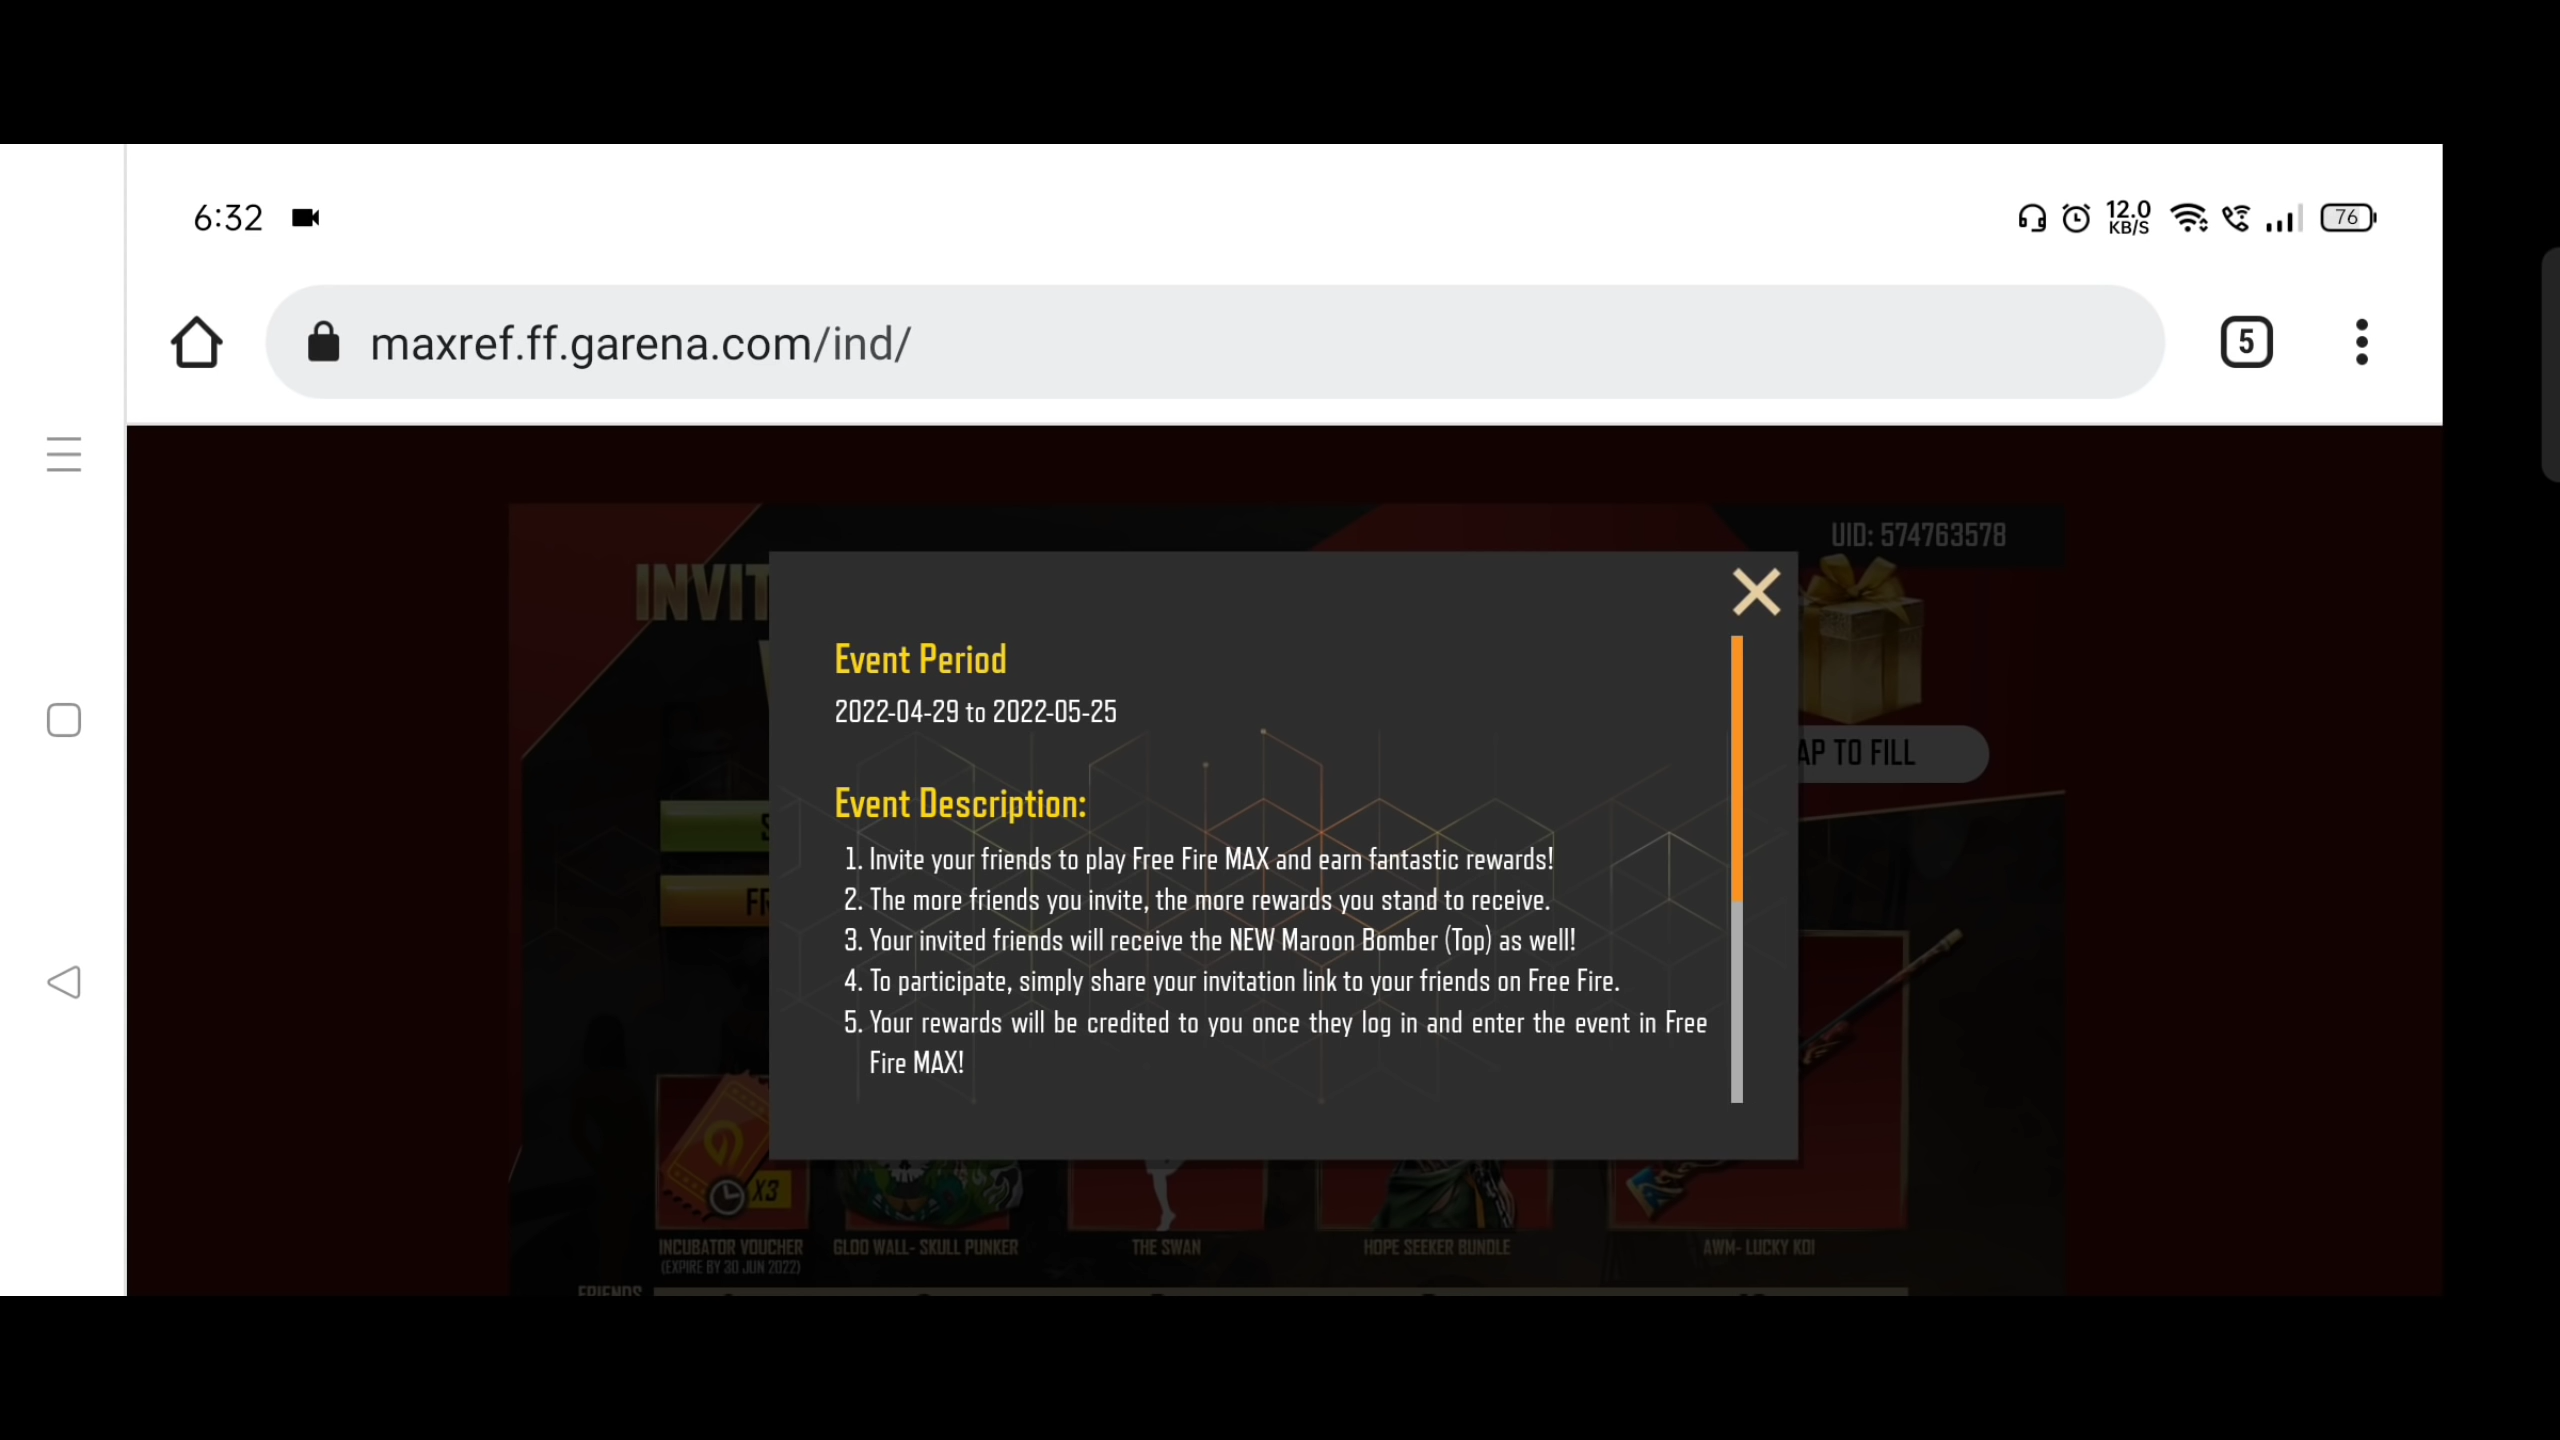 6:32
12.0
KB/S
76
maxref.ff.garena.com/ind/
5
UID: 574763578
INVIT
Event Period
2022-04-29 to 2022-05-25
AP TO FILL
Event Description:
1. Invite your friends to play Free Fire MAX and earn fantastic rewards!
2. The more friends you invite, the more rewards you stand to receive.
3. Your invited friends will receive the NEW Maroon Bomber (Top) as well!
4. To participate, simply share your invitation link to your friends on Free Fire.
5. Your rewards will be credited to you once they log in and enter the event in Free
Fire MAX!
X3
INCUBATOR VOUCHER
(EXPIRE BY 30 JUN 2022)
GLOO WALL- SKULL PUNKER
THE SWAN
HOPE SEEKER BUNDLE
AWM- LUCKY KOI
FRIENDS